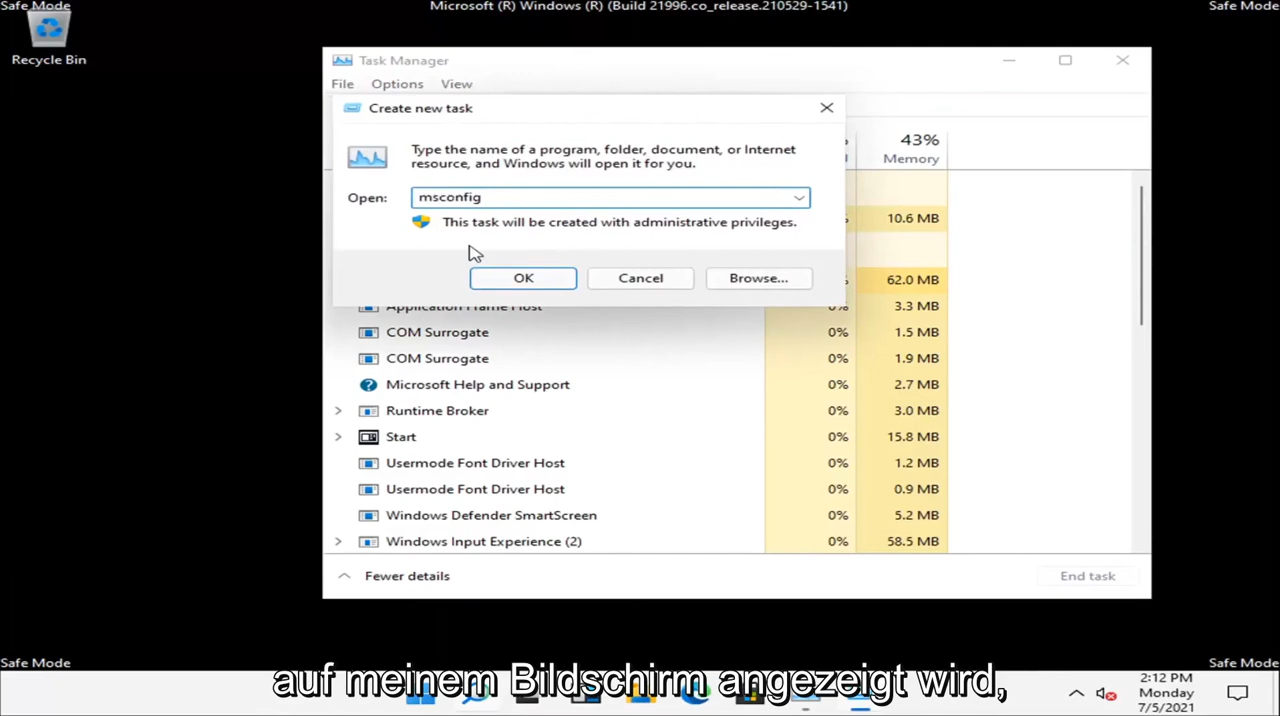 Safe Mode
Microsoft (R) Windows (R) (Build 21996.co_release.210529-1541)
Safe Mode
Recycle Bin
Task Manager
File Options View
Create new task
Type the name of a program, folder, document, or Internet
resource, and Windows will open it for you.
Open: msconfig
This task will be created with administrative privileges.
OK Cancel Browse...
43%
Memory
10.6 MB
62.0 MB
Application Frame Host 0% 3.3 MB
COM Surrogate 0% 1.5 MB
COM Surrogate 0% 1.9 MB
Microsoft Help and Support 0% 2.7 MB
Runtime Broker 0% 3.0 MB
Start 0% 15.8 MB
Usermode Font Driver Host 0% 1.2 MB
Usermode Font Driver Host 0% 0.9 MB
Windows Defender SmartScreen 0% 5.2 MB
Windows Input Experience (2) 0% 58.5 MB
Fewer details
End task
Safe Mode
Safe Mode
auf meinem Bildschirm angezeigt wird,
2:12 PM
Monday
7/5/2021